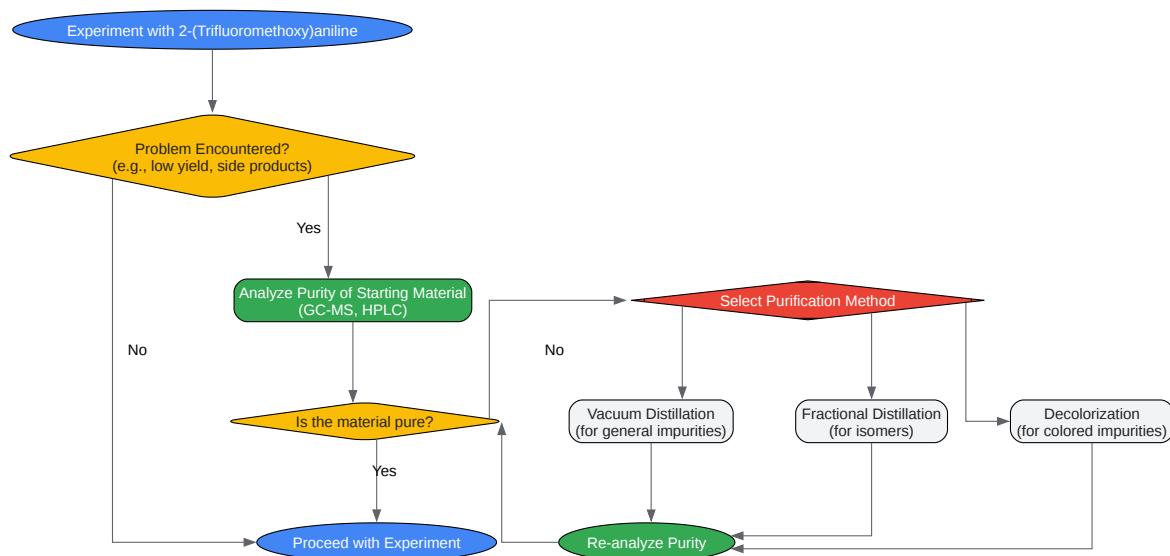 Experiment with 2-(Trifluoromethoxy)aniline
Problem Encountered?
(e.g., low yield, side products)
Yes
Analyze Purity of Starting Material
(GC-MS, HPLC)
Select Purification Method
No
No
Is the material pure?
Vacuum Distillation
(for general impurities)
Fractional Distillation
(for isomers)
Decolorization
(for colored impurities)
Yes
Proceed with Experiment
Re-analyze Purity